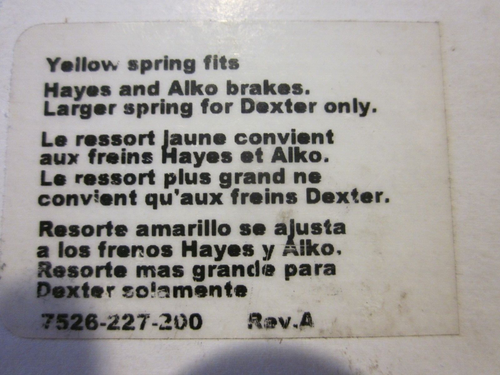 Yellow spring fits
Hayes and Alko brakes.
Larger spring for Dexter only.
Le ressort jaune convient
aux freins Hayes et Alko.
Le ressort plus grand ne
convient qu'aux freins Dexter.
Resorte amarillo se ajusta
a los frenos Hayes y Alko.
Resorte mas grande para
Dexter solamente
7526-227-200 Rev.A